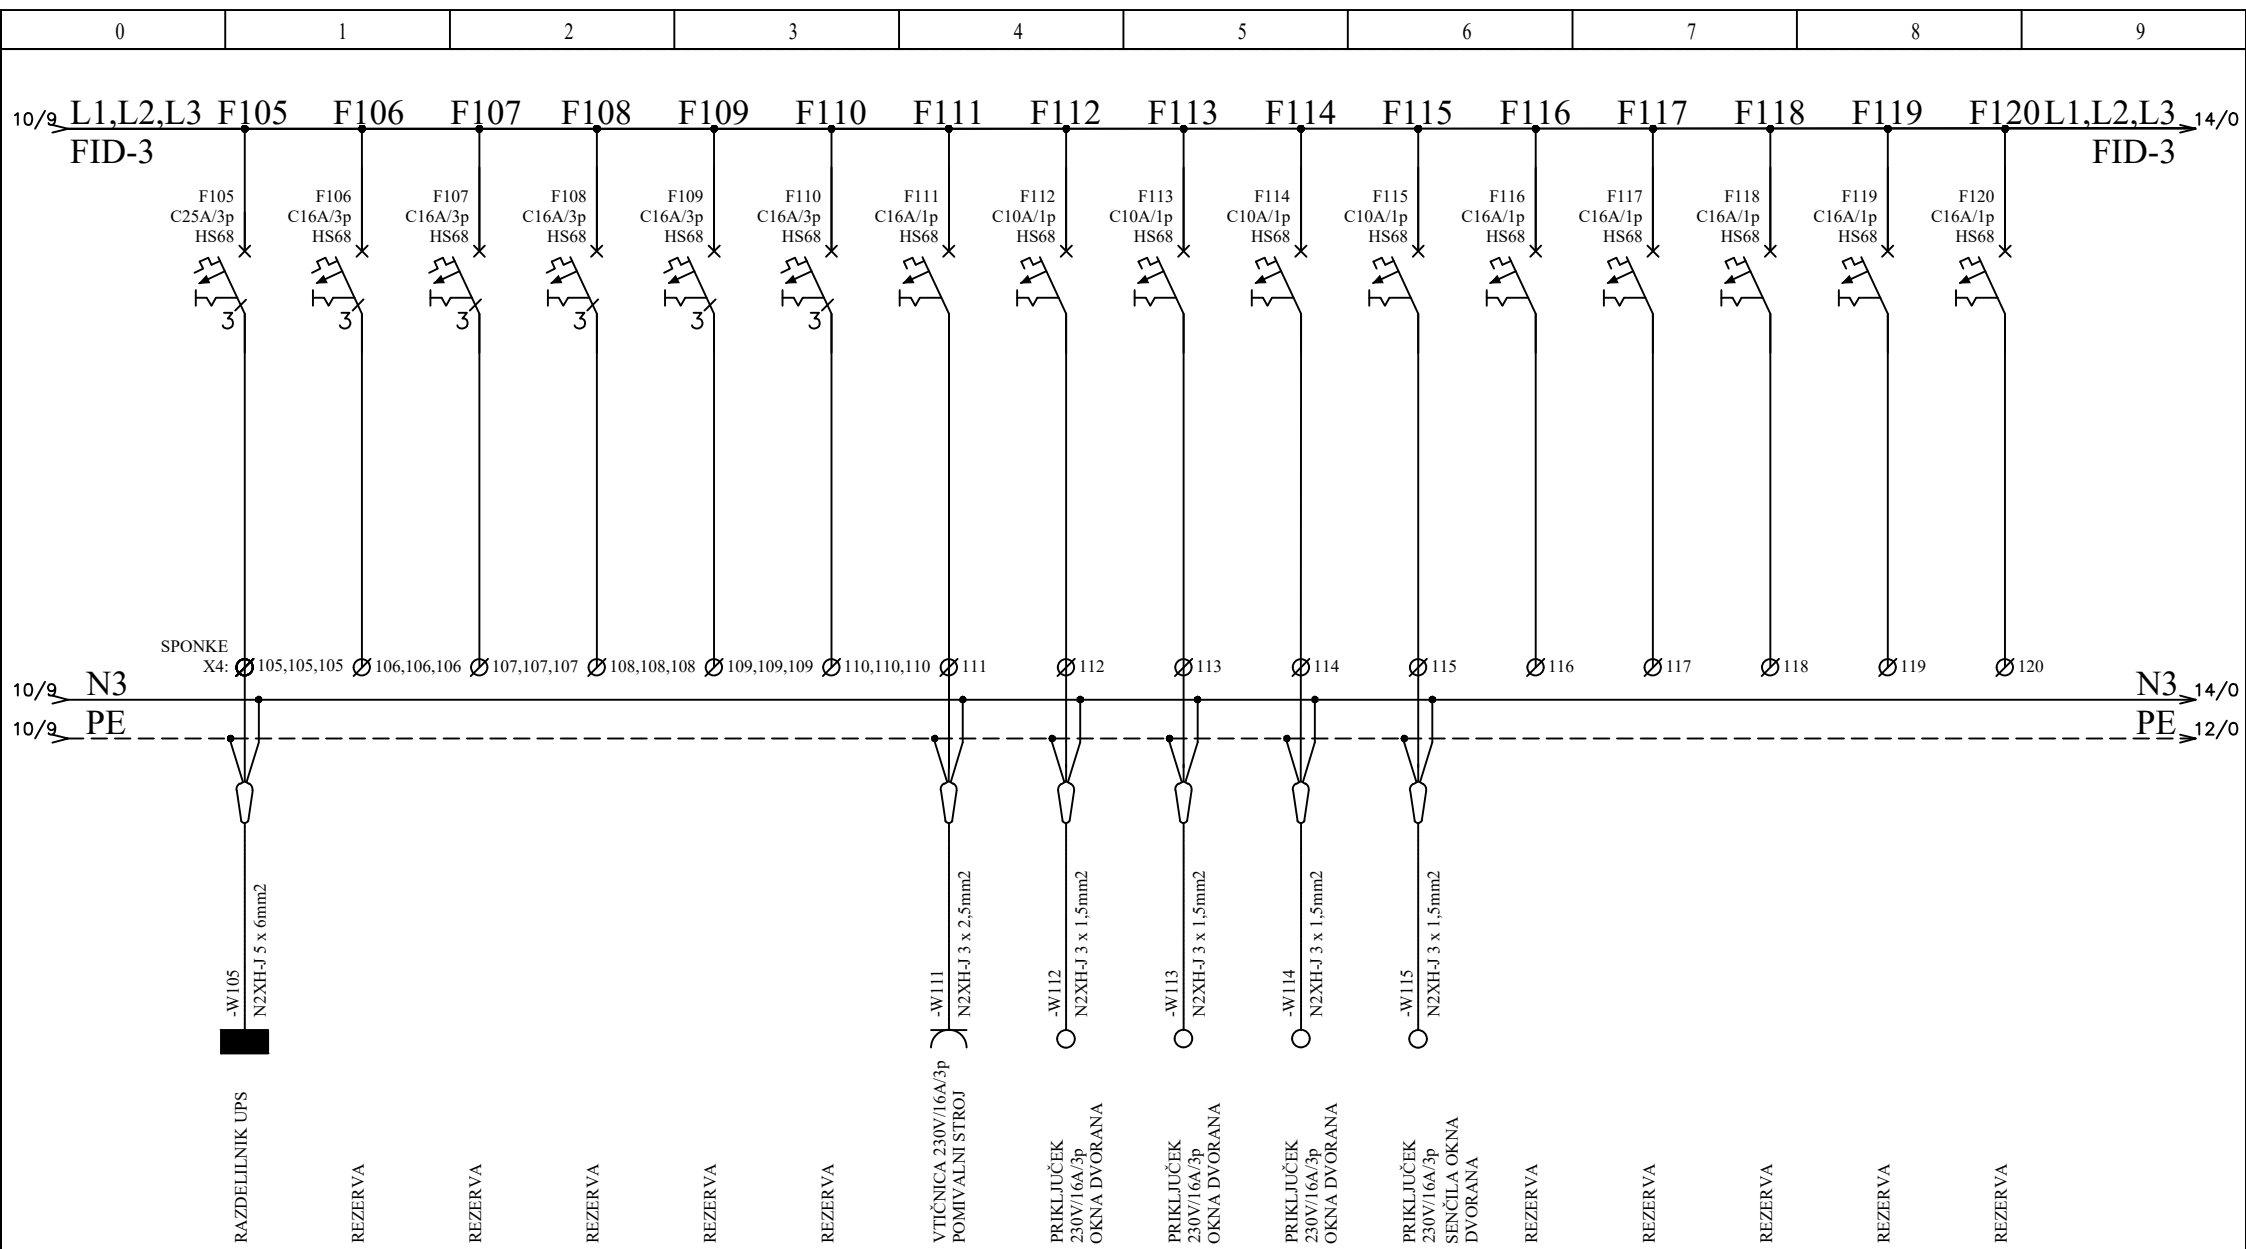 0 1 2 3 4 5 6 7 8 9
10/9 L1,L2,L3 F105 F106 F107 F108 F109 F110 F111 F112 F113 F114 F115 F116 F117 F118 F119 F120 L1,L2,L3 14/0
FID-3 FID-3
F105 F106 F107 F108 F109 F110 F111 F112 F113 F114 F115 F116 F117 F118 F119 F120
C25A/3p C16A/3p C16A/3p C16A/3p C16A/3p C16A/3p C16A/1p C10A/1p C10A/1p C10A/1p C10A/1p C16A/1p C16A/1p C16A/1p C16A/1p C16A/1p
HS68 HS68 HS68 HS68 HS68 HS68 HS68 HS68 HS68 HS68 HS68 HS68 HS68 HS68 HS68 HS68
3 3 3 3 3 3
SPONKE
X4: 105,105,105 106,106,106 107,107,107 108,108,108 109,109,109 110,110,110 111 112 113 114 115 116 117 118 119 120
10/9 N3 N3 14/0
10/9 PE PE 12/0
-W105
N2XH-J 5 x 6mm2
-W111
N2XH-J 3 x 2,5mm2
-W112
N2XH-J 3 x 1,5mm2
-W113
N2XH-J 3 x 1,5mm2
-W114
N2XH-J 3 x 1,5mm2
-W115
N2XH-J 3 x 1,5mm2
RAZDELILNIK UPS
REZERVA
REZERVA
REZERVA
REZERVA
REZERVA
VTIČNICA 230V/16A/3p
POMIVALNI STROJ
PRIKLJUČEK
230V/16A/3p
OKNA DVORANA
PRIKLJUČEK
230V/16A/3p
OKNA DVORANA
PRIKLJUČEK
230V/16A/3p
OKNA DVORANA
PRIKLJUČEK
230V/16A/3p
SENČILA OKNA
DVORANA
REZERVA
REZERVA
REZERVA
REZERVA
REZERVA